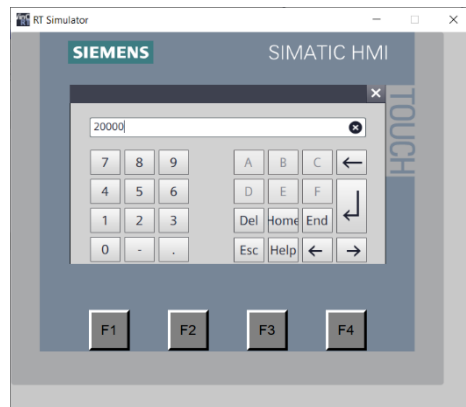 RT Simulator
SIEMENS SIMATIC HMI
TOUCH
20000
7 8 9 A B C ←
4 5 6 D E F
1 2 3 Del Home End ↵
0 - . Esc Help ← →
F1 F2 F3 F4